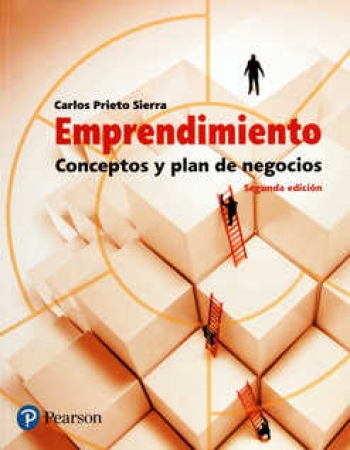 Carlos Prieto Sierra
Emprendimiento
Conceptos y plan de negocios
Segunda edición
Pearson